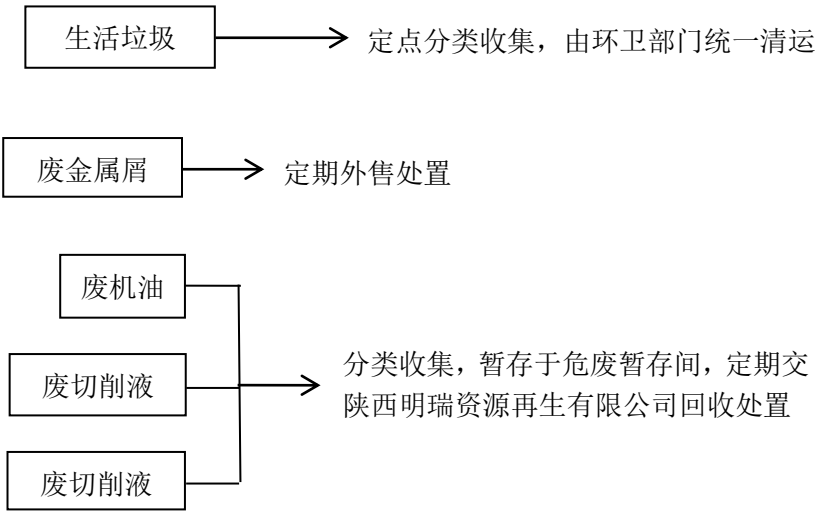 生活垃圾
定点分类收集，由环卫部门统一清运
废金属屑
定期外售处置
废机油
废切削液
分类收集，暂存于危废暂存间，定期交
陕西明瑞资源再生有限公司回收处置
废切削液